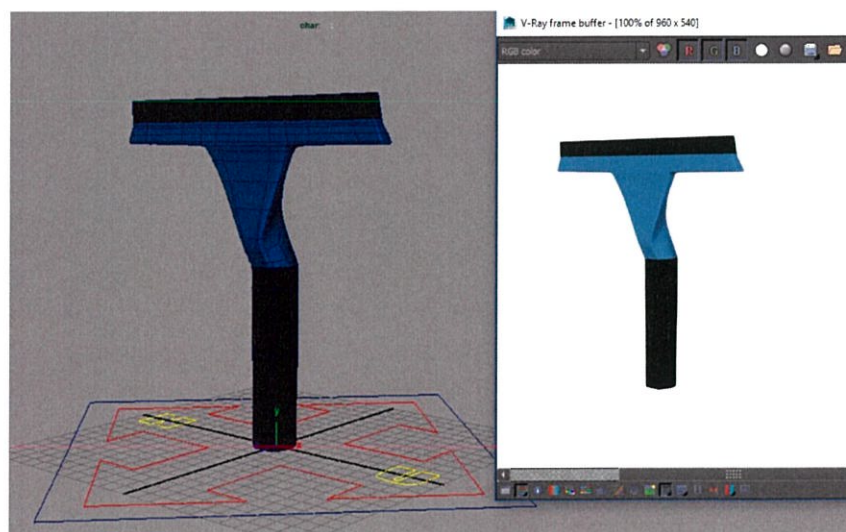 char:
V-Ray frame buffer - [100% of 960 x 540]
RGB color
R G B
y